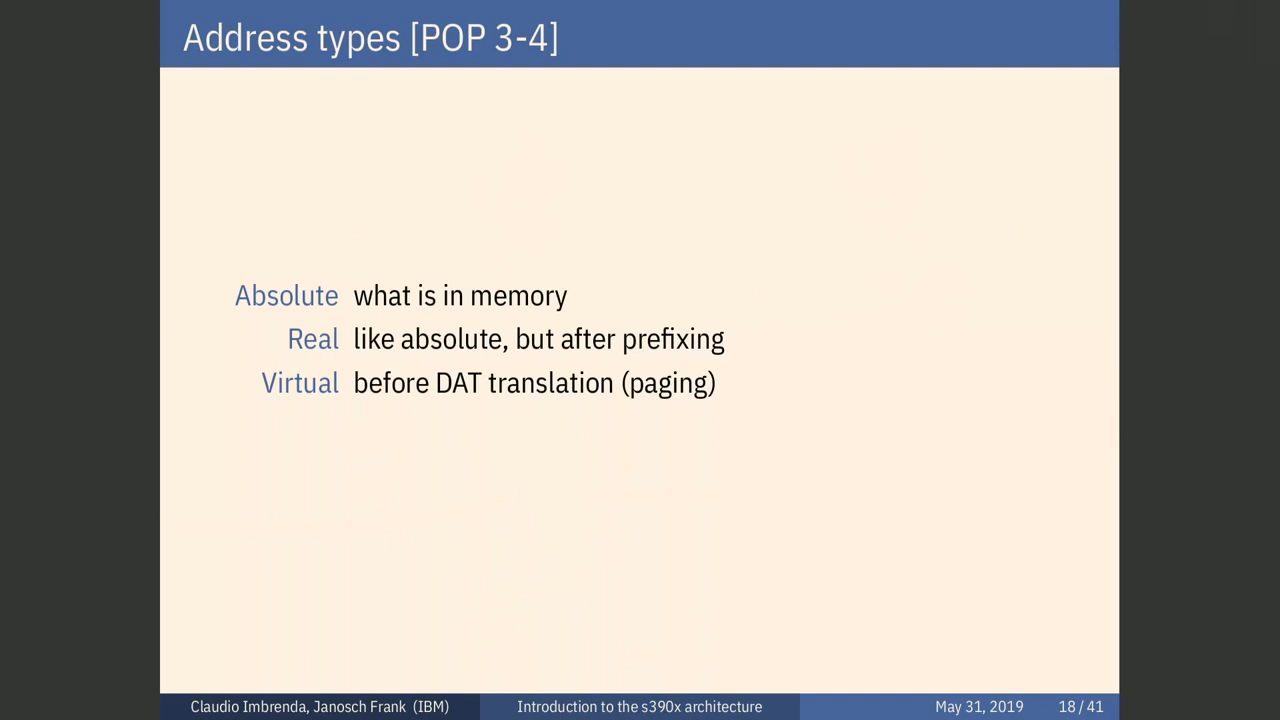 Address types [POP 3-4]
Absolute what is in memory
Real like absolute, but after prefixing
Virtual before DAT translation (paging)
Claudio Imbrenda, Janosch Frank (IBM) Introduction to the s390x architecture May 31, 2019 18 / 41